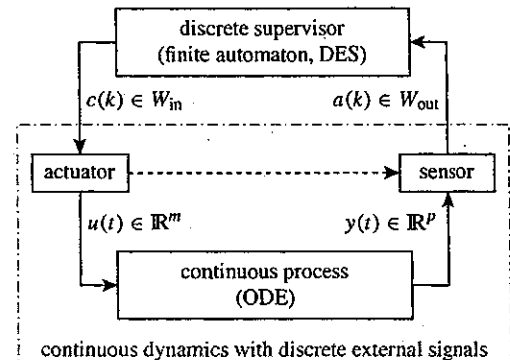 discrete supervisor
(finite automaton, DES)
c(k) ∈ W_in
a(k) ∈ W_out
actuator
sensor
u(t) ∈ ℝ^m
y(t) ∈ ℝ^p
continuous process
(ODE)
continuous dynamics with discrete external signals